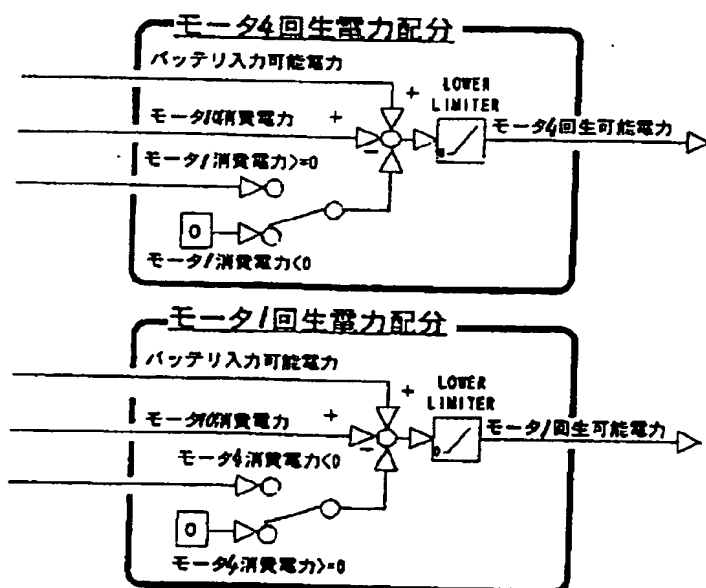 モータ4回生電力配分
バッテリ入力可能電力
+
LOWER
LIMITER
モータ10消費電力
+
-
モータ4回生可能電力
モータ1消費電力>=0
0
モータ1消費電力<0
モータ1回生電力配分
バッテリ入力可能電力
+
LOWER
LIMITER
モータ10消費電力
+
-
0
モータ1回生可能電力
モータ4消費電力<0
0
モータ4消費電力>=0